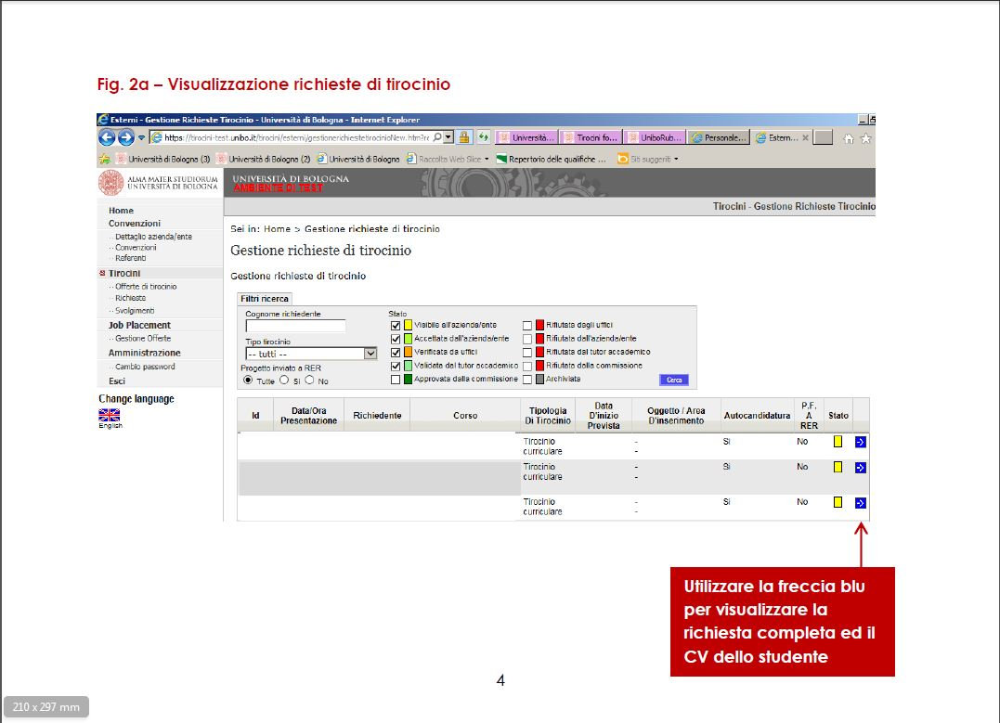 Fig. 2a – Visualizzazione richieste di tirocinio
Esterni - Gestione Richieste Tirocinio - Università di Bologna - Internet Explorer
https://tirocini-test.unibo.it/tirocini/esterni/gestionerichiestetirocinioNew.htm?re
Università... Tirocini fo... UniboRub... Personale... Estern...
Università di Bologna (3) Università di Bologna (2) Università di Bologna Raccolta Web Slice Repertorio delle qualifiche ... Siti suggeriti
ALMA MATER STUDIORUM
UNIVERSITÀ DI BOLOGNA
UNIVERSITÀ DI BOLOGNA
AMBIENTE DI TEST
Tirocini - Gestione Richieste Tirocinio
Home
Convenzioni
Dettaglio azienda/ente
Convenzioni
Referenti
Tirocini
Offerte di tirocinio
Richieste
Svolgimenti
Job Placement
Gestione Offerte
Amministrazione
Cambio password
Esci
Change language
English
Sei in: Home > Gestione richieste di tirocinio
Gestione richieste di tirocinio
Gestione richieste di tirocinio
Filtri ricerca
Cognome richiedente
Tipo tirocinio
-- tutti --
Progetto inviato a RER
Tutte Si No
Stato
Visibile all'azienda/ente Rifiutata dagli uffici
Accettata dall'azienda/ente Rifiutata dall'azienda/ente
Verificata da uffici Rifiutata dal tutor accademico
Validata dal tutor accademico Rifiutata dalla commissione
Approvata dalla commissione Archiviata
Cerca
Id Data/Ora Presentazione Richiedente Corso Tipologia Di Tirocinio Data D'inizio Prevista Oggetto / Area D'inserimento Autocandidatura P.F. A RER Stato
Tirocinio curriculare - - Si No
Tirocinio curriculare - - Si No
Tirocinio curriculare - - Si No
Utilizzare la freccia blu
per visualizzare la
richiesta completa ed il
CV dello studente
4
210 x 297 mm